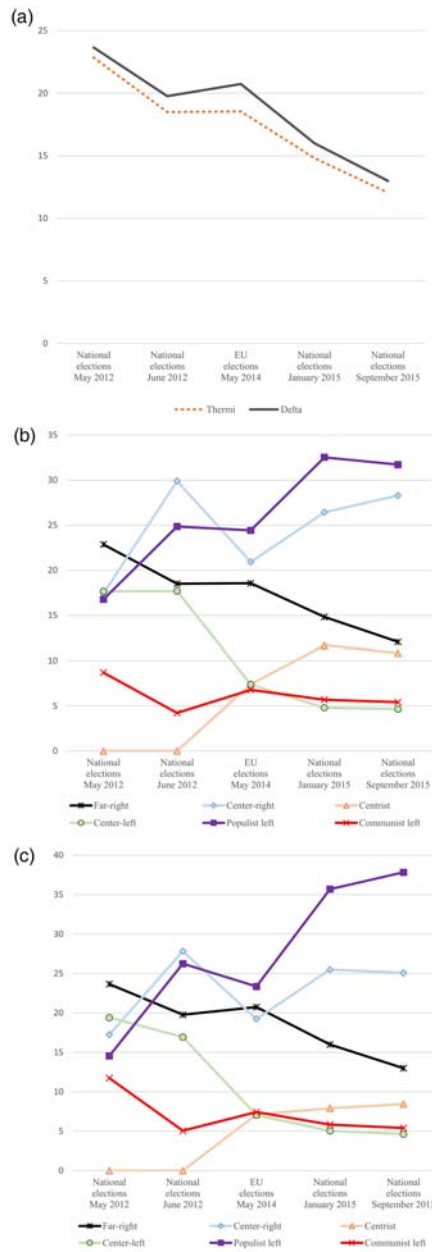 (a)
25
20
15
10
5
0
National National EU National National
elections elections elections elections elections
May 2012 June 2012 May 2014 January 2015 September 2015
Thermi Delta
(b)
35
30
25
20
15
10
5
0
National National EU National National
elections elections elections elections elections
May 2012 June 2012 May 2014 January 2015 September 2015
Far-right Center-right Centrist
Center-left Populist left Communist left
(c)
40
35
30
25
20
15
10
5
0
National National EU National National
elections elections elections elections elections
May 2012 June 2012 May 2014 January 2015 September 2015
Far-right Center-right Centrist
Center-left Populist left Communist left